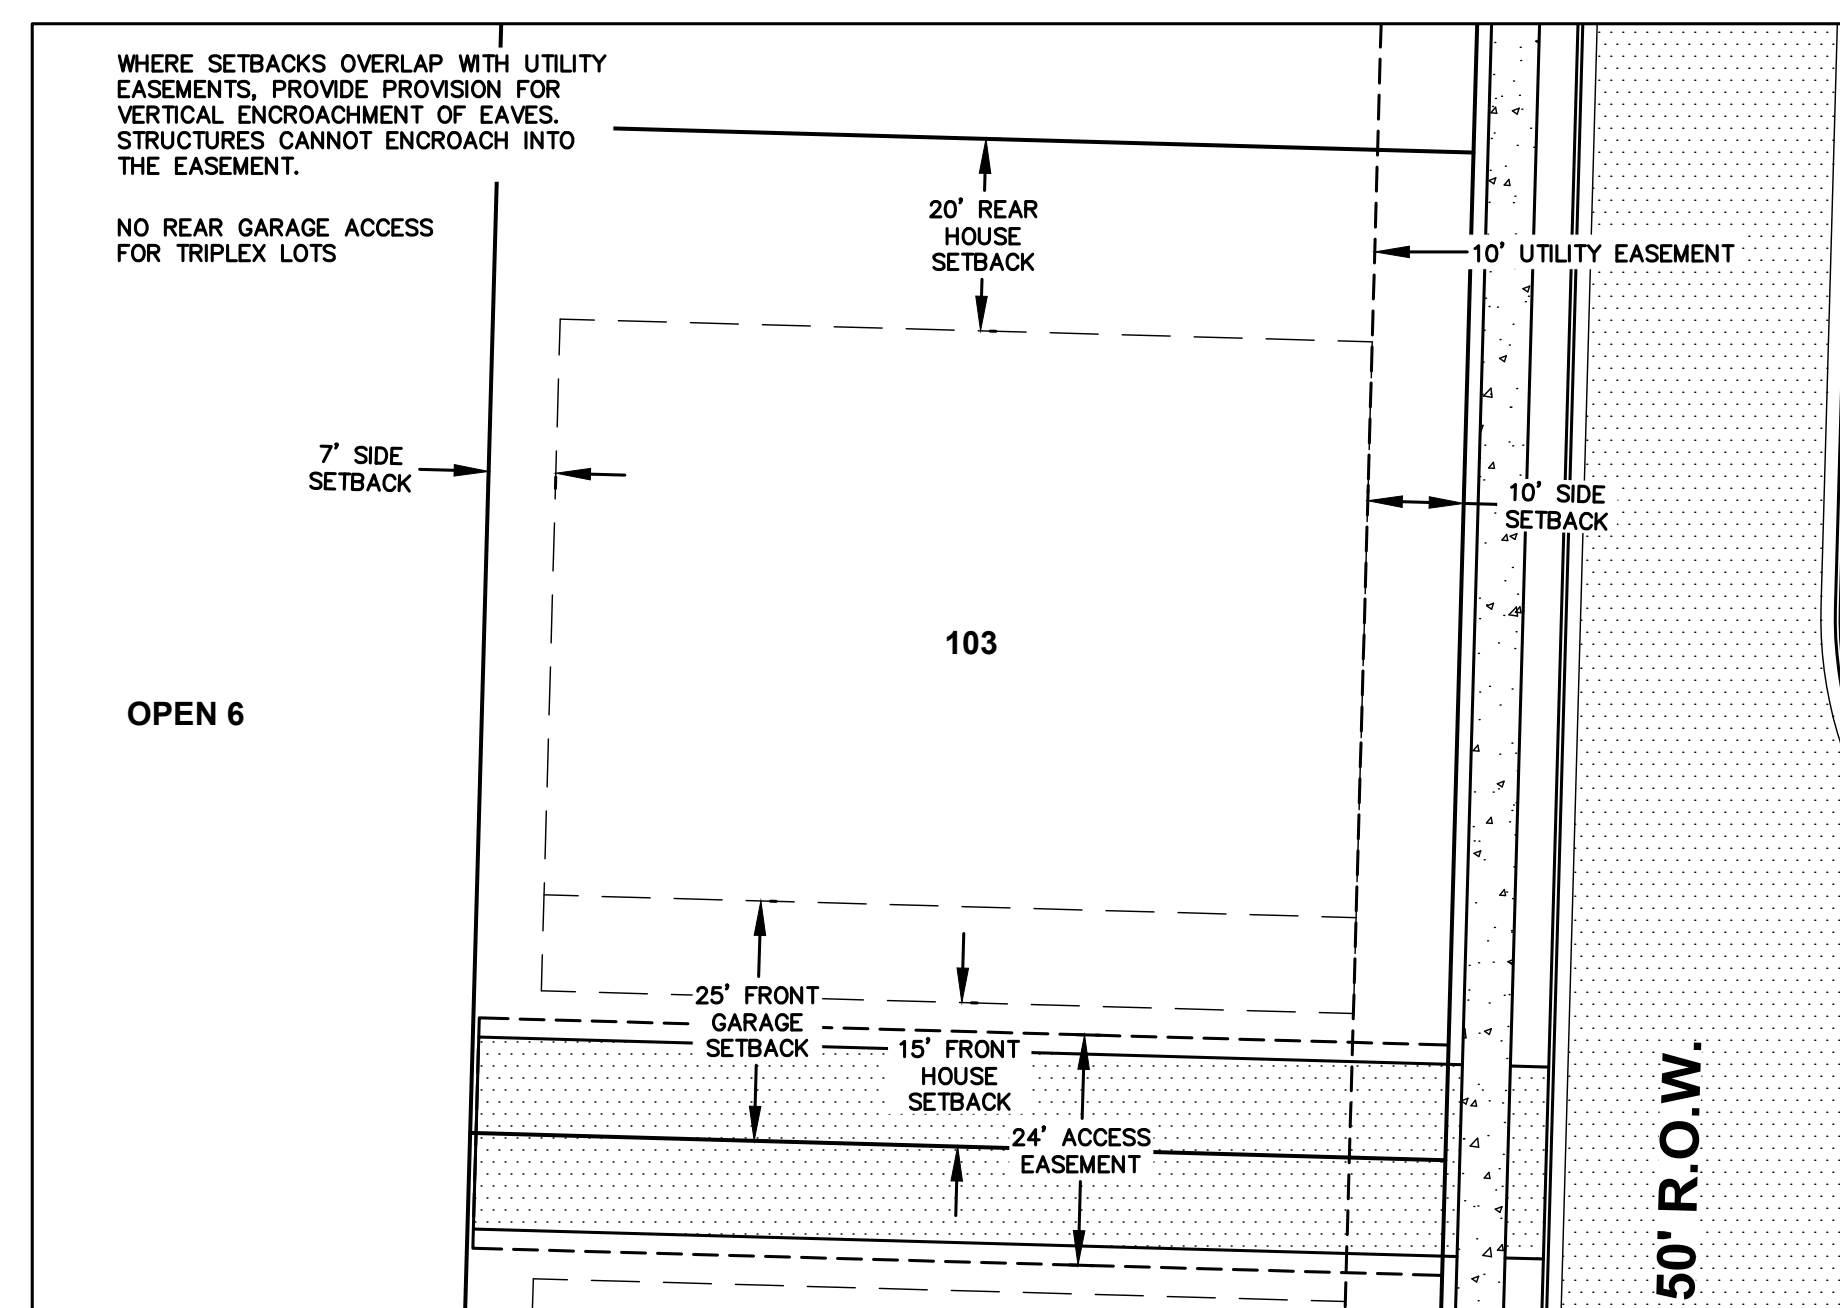 WHERE SETBACKS OVERLAP WITH UTILITY
EASEMENTS, PROVIDE PROVISION FOR
VERTICAL ENCROACHMENT OF EAVES.
STRUCTURES CANNOT ENCROACH INTO
THE EASEMENT.
NO REAR GARAGE ACCESS
FOR TRIPLEX LOTS
20' REAR
HOUSE
SETBACK
10' UTILITY EASEMENT
7' SIDE
SETBACK
10' SIDE
SETBACK
103
OPEN 6
25' FRONT
GARAGE
SETBACK
15' FRONT
HOUSE
SETBACK
24' ACCESS
EASEMENT
50' R.O.W.